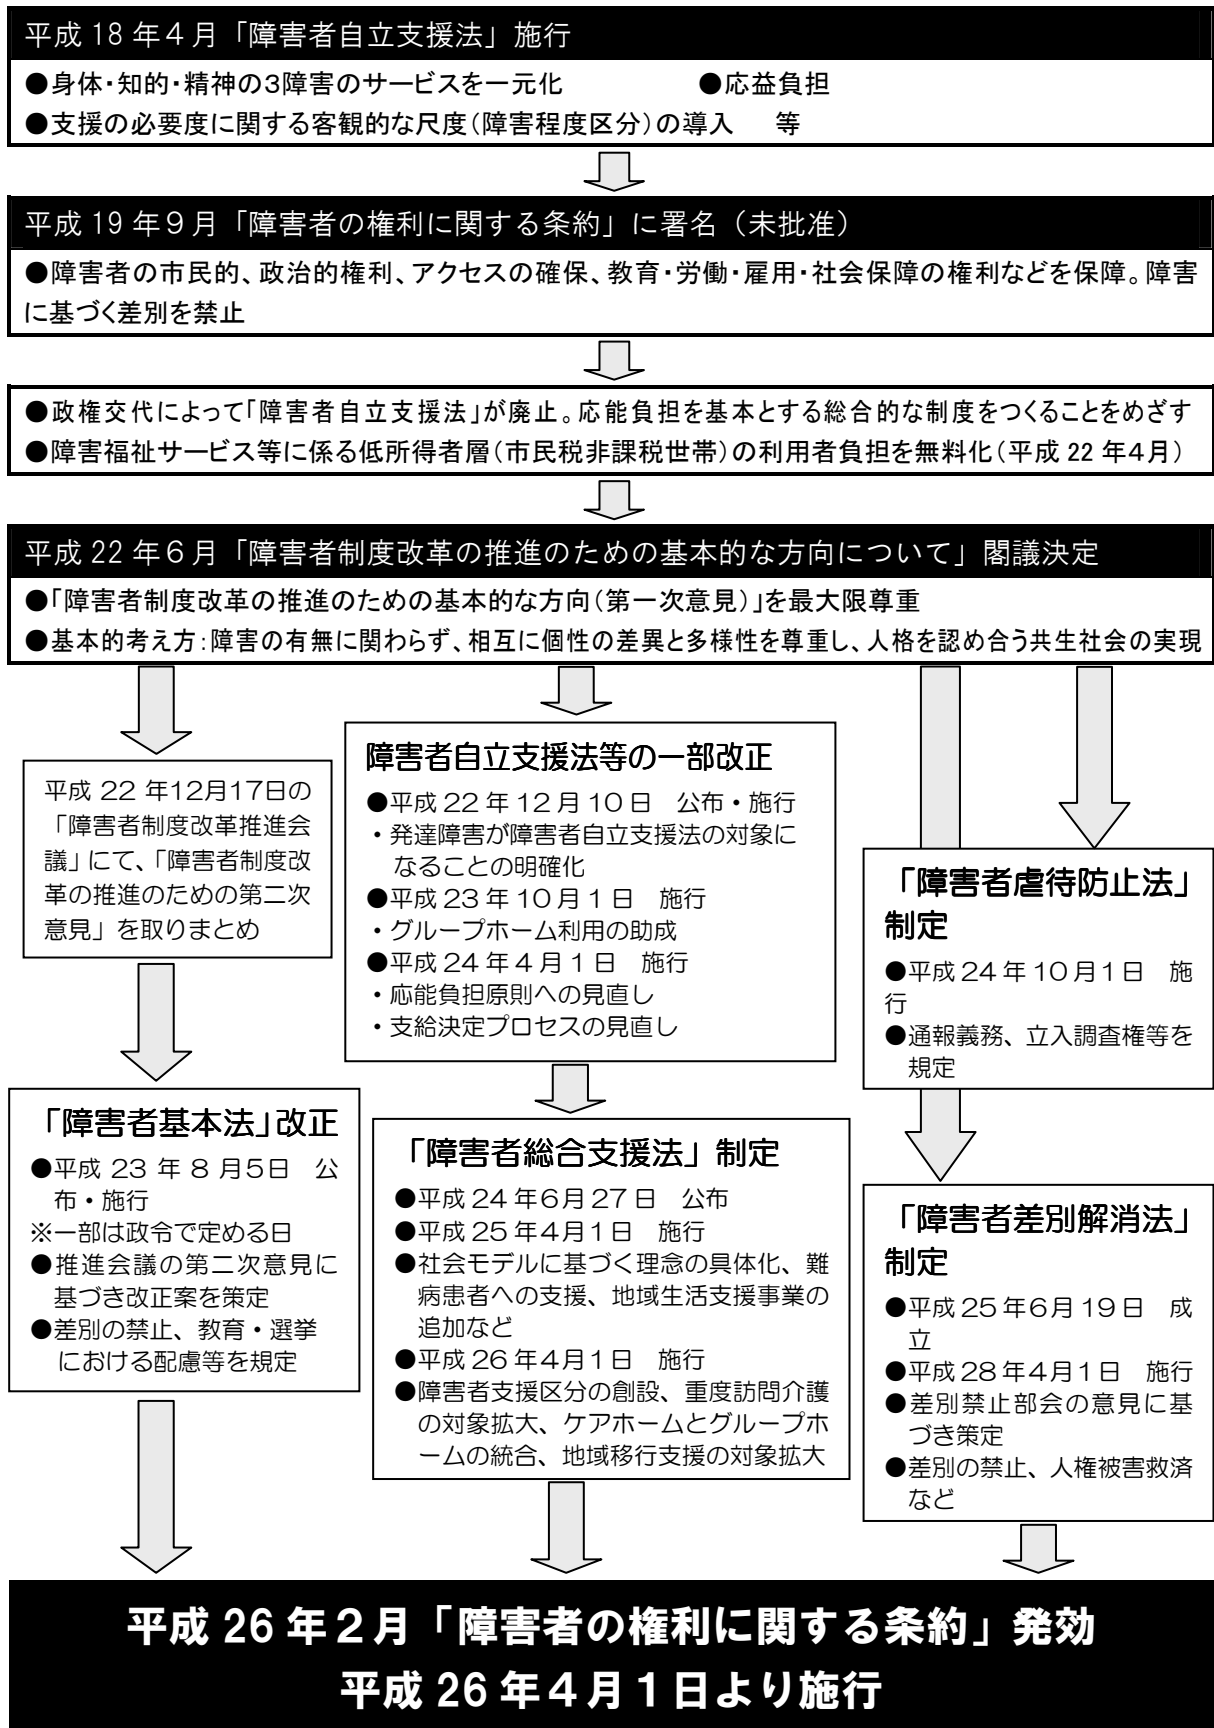 平成 18 年４月「障害者自立支援法」施行
●身体・知的・精神の３障害のサービスを一元化　　　　●応益負担
●支援の必要度に関する客観的な尺度（障害程度区分）の導入　等
平成 19 年９月「障害者の権利に関する条約」に署名（未批准）
●障害者の市民的、政治的権利、アクセスの確保、教育・労働・雇用・社会保障の権利などを保障。障害
に基づく差別を禁止
●政権交代によって「障害者自立支援法」が廃止。応能負担を基本とする総合的な制度をつくることをめざす
●障害福祉サービス等に係る低所得者層（市民税非課税世帯）の利用者負担を無料化（平成 22 年４月）
平成 22 年６月「障害者制度改革の推進のための基本的な方向について」閣議決定
●「障害者制度改革の推進のための基本的な方向（第一次意見）」を最大限尊重
●基本的考え方：障害の有無に関わらず、相互に個性の差異と多様性を尊重し、人格を認め合う共生社会の実現
平成 22 年12月17日の
「障害者制度改革推進会
議」にて、「障害者制度改
革の推進のための第二次
意見」を取りまとめ
「障害者基本法」改正
●平成 23 年 8 月5日　公
布・施行
※一部は政令で定める日
●推進会議の第二次意見に
基づき改正案を策定
●差別の禁止、教育・選挙
における配慮等を規定
障害者自立支援法等の一部改正
●平成 22 年 12 月 10 日　公布・施行
・発達障害が障害者自立支援法の対象に
なることの明確化
●平成 23 年 10 月 1 日　施行
・グループホーム利用の助成
●平成 24 年 4 月 1 日　施行
・応能負担原則への見直し
・支給決定プロセスの見直し
「障害者総合支援法」制定
●平成 24 年６月 27 日　公布
●平成 25 年４月１日　施行
●社会モデルに基づく理念の具体化、難
病患者への支援、地域生活支援事業の
追加など
●平成 26 年４月１日　施行
●障害者支援区分の創設、重度訪問介護
の対象拡大、ケアホームとグループホ
ームの統合、地域移行支援の対象拡大
「障害者虐待防止法」
制定
●平成 24 年 10 月１日　施
行
●通報義務、立入調査権等を
規定
「障害者差別解消法」
制定
●平成 25 年６月 19 日　成
立
●平成 28 年４月１日　施行
●差別禁止部会の意見に基
づき策定
●差別の禁止、人権被害救済
など
平成 26 年２月「障害者の権利に関する条約」発効
平成 26 年４月１日より施行